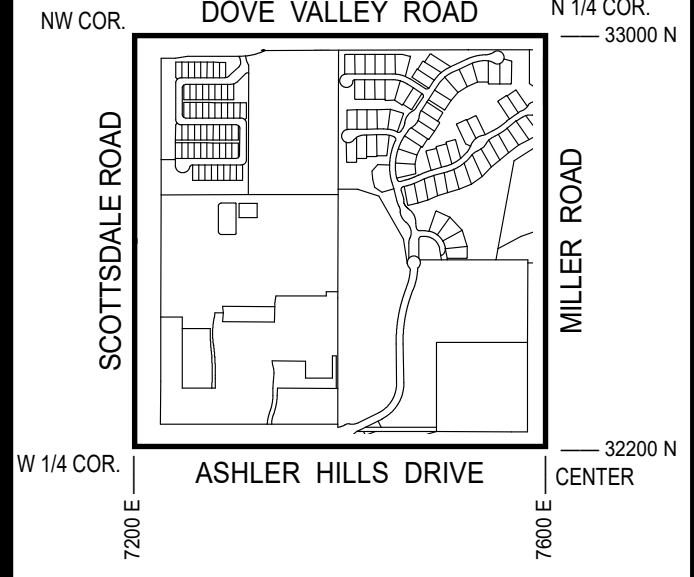 DOVE VALLEY ROAD
NW COR.
N 1/4 COR.
33000 N
SCOTTSDALE ROAD
MILLER ROAD
32200 N
W 1/4 COR.
ASHLER HILLS DRIVE
CENTER
7200 E
7600 E